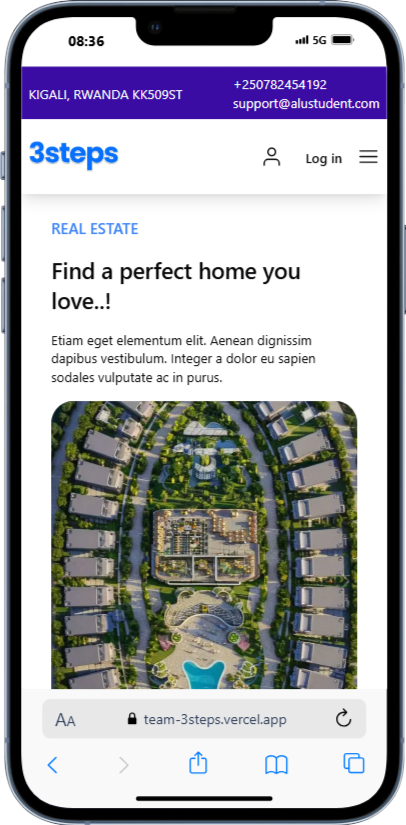 08:36
5G
KIGALI, RWANDA KK509ST
+250782454192
support@alustudent.com
3steps
Log in
REAL ESTATE
Find a perfect home you
love..!
Etiam eget elementum elit. Aenean dignissim
dapibus vestibulum. Integer a dolor eu sapien
sodales vulputate ac in purus.
AA
team-3steps.vercel.app